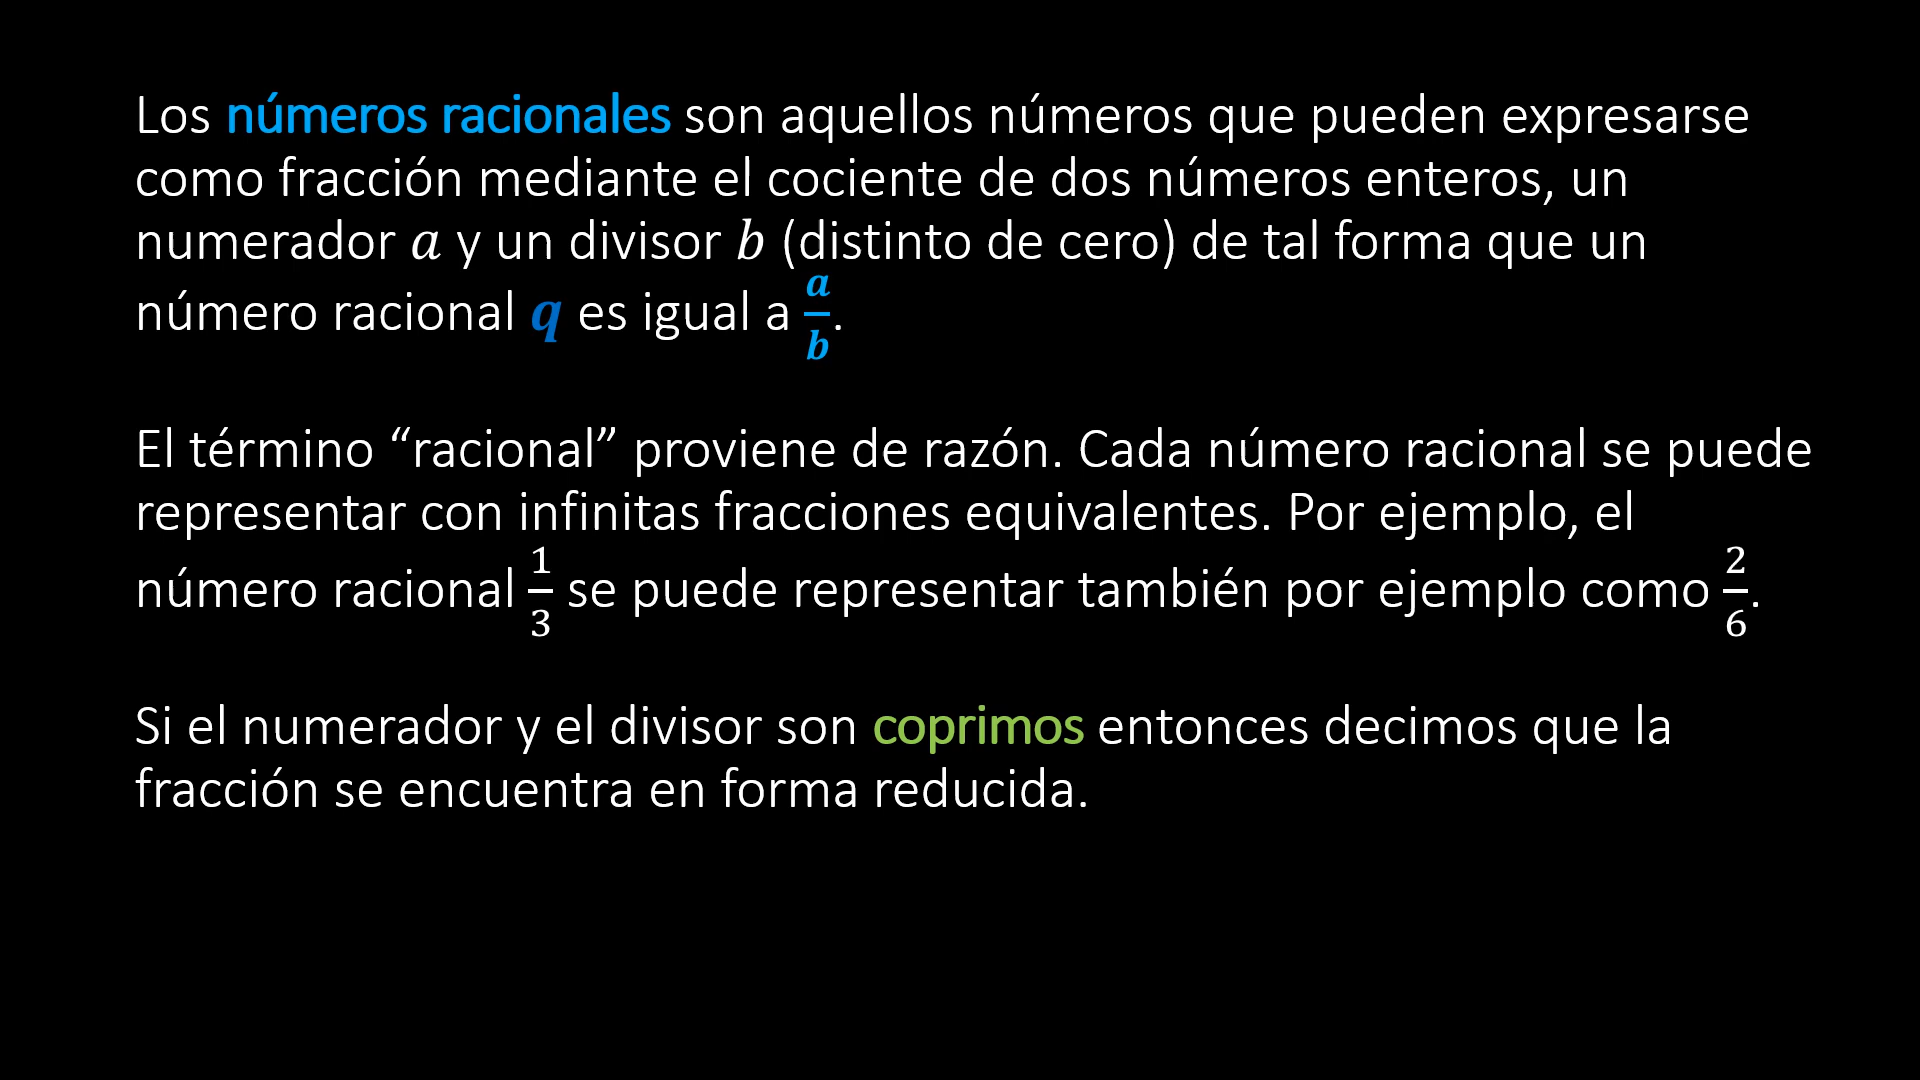 Los números racionales son aquellos números que pueden expresarse
como fracción mediante el cociente de dos números enteros, un
numerador a y un divisor b (distinto de cero) de tal forma que un
número racional q es igual a a/b.
El término “racional” proviene de razón. Cada número racional se puede
representar con infinitas fracciones equivalentes. Por ejemplo, el
número racional 1/3 se puede representar también por ejemplo como 2/6.
Si el numerador y el divisor son coprimos entonces decimos que la
fracción se encuentra en forma reducida.